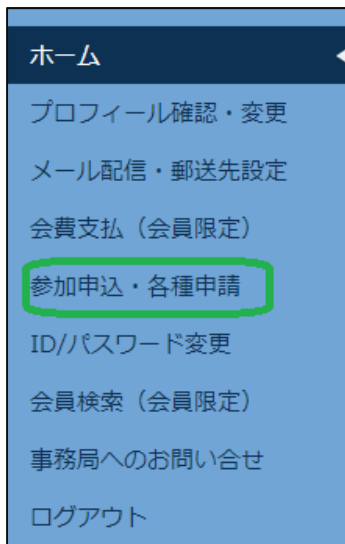 ホーム
プロフィール確認・変更
メール配信・郵送先設定
会費支払（会員限定）
参加申込・各種申請
ID/パスワード変更
会員検索（会員限定）
事務局へのお問い合せ
ログアウト